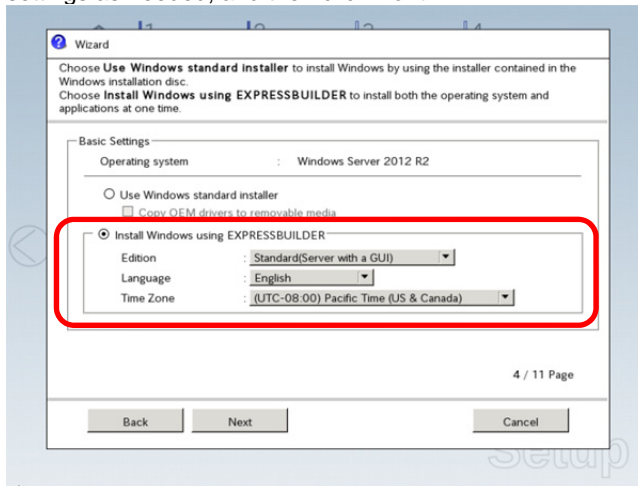 Wizard
Choose Use Windows standard installer to install Windows by using the installer contained in the
Windows installation disc.
Choose Install Windows using EXPRESSBUILDER to install both the operating system and
applications at one time.
Basic Settings
Operating system : Windows Server 2012 R2
Use Windows standard installer
Copy OEM drivers to removable media
Install Windows using EXPRESSBUILDER
Edition : Standard(Server with a GUI)
Language : English
Time Zone : (UTC-08:00) Pacific Time (US & Canada)
4 / 11 Page
Back Next Cancel
Setup